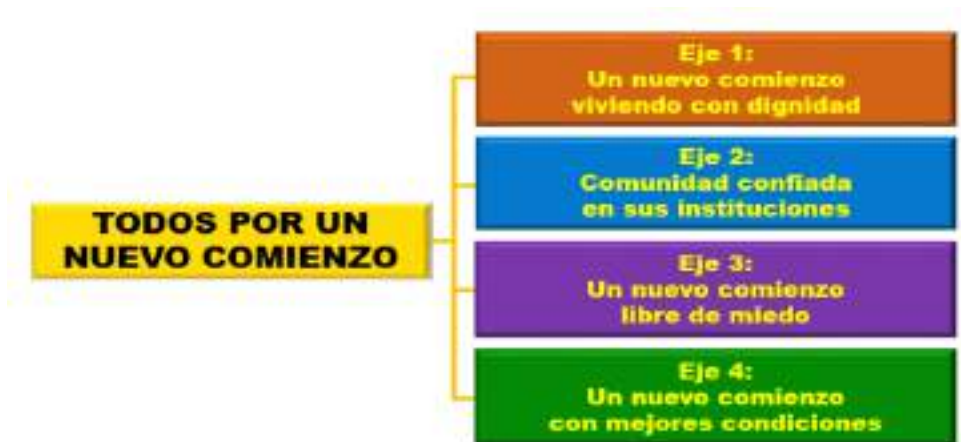 TODOS POR UN
NUEVO COMIENZO
Eje 1:
Un nuevo comienzo
viviendo con dignidad
Eje 2:
Comunidad confiada
en sus instituciones
Eje 3:
Un nuevo comienzo
libre de miedo
Eje 4:
Un nuevo comienzo
con mejores condiciones